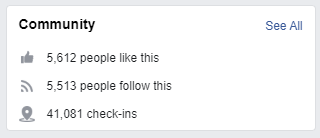 Community
See All
5,612 people like this
5,513 people follow this
41,081 check-ins